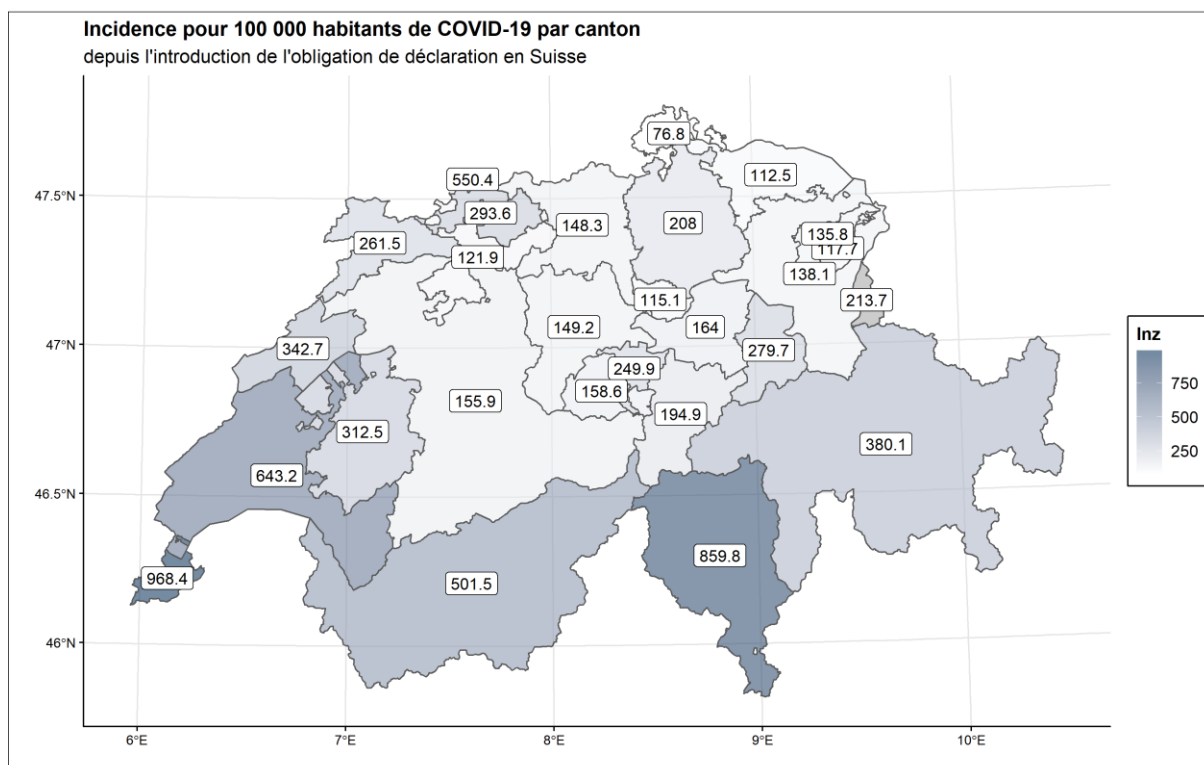 Incidence pour 100 000 habitants de COVID-19 par canton
depuis l'introduction de l'obligation de déclaration en Suisse
76.8
47.5°N
550.4
112.5
293.6
148.3
208
135.8
261.5
117.7
121.9
138.1
115.1
213.7
149.2
164
Inz
47°N
342.7
279.7
249.9
750
158.6
155.9
194.9
500
312.5
380.1
250
643.2
46.5°N
859.8
968.4
501.5
46°N
6°E
7°E
8°E
9°E
10°E